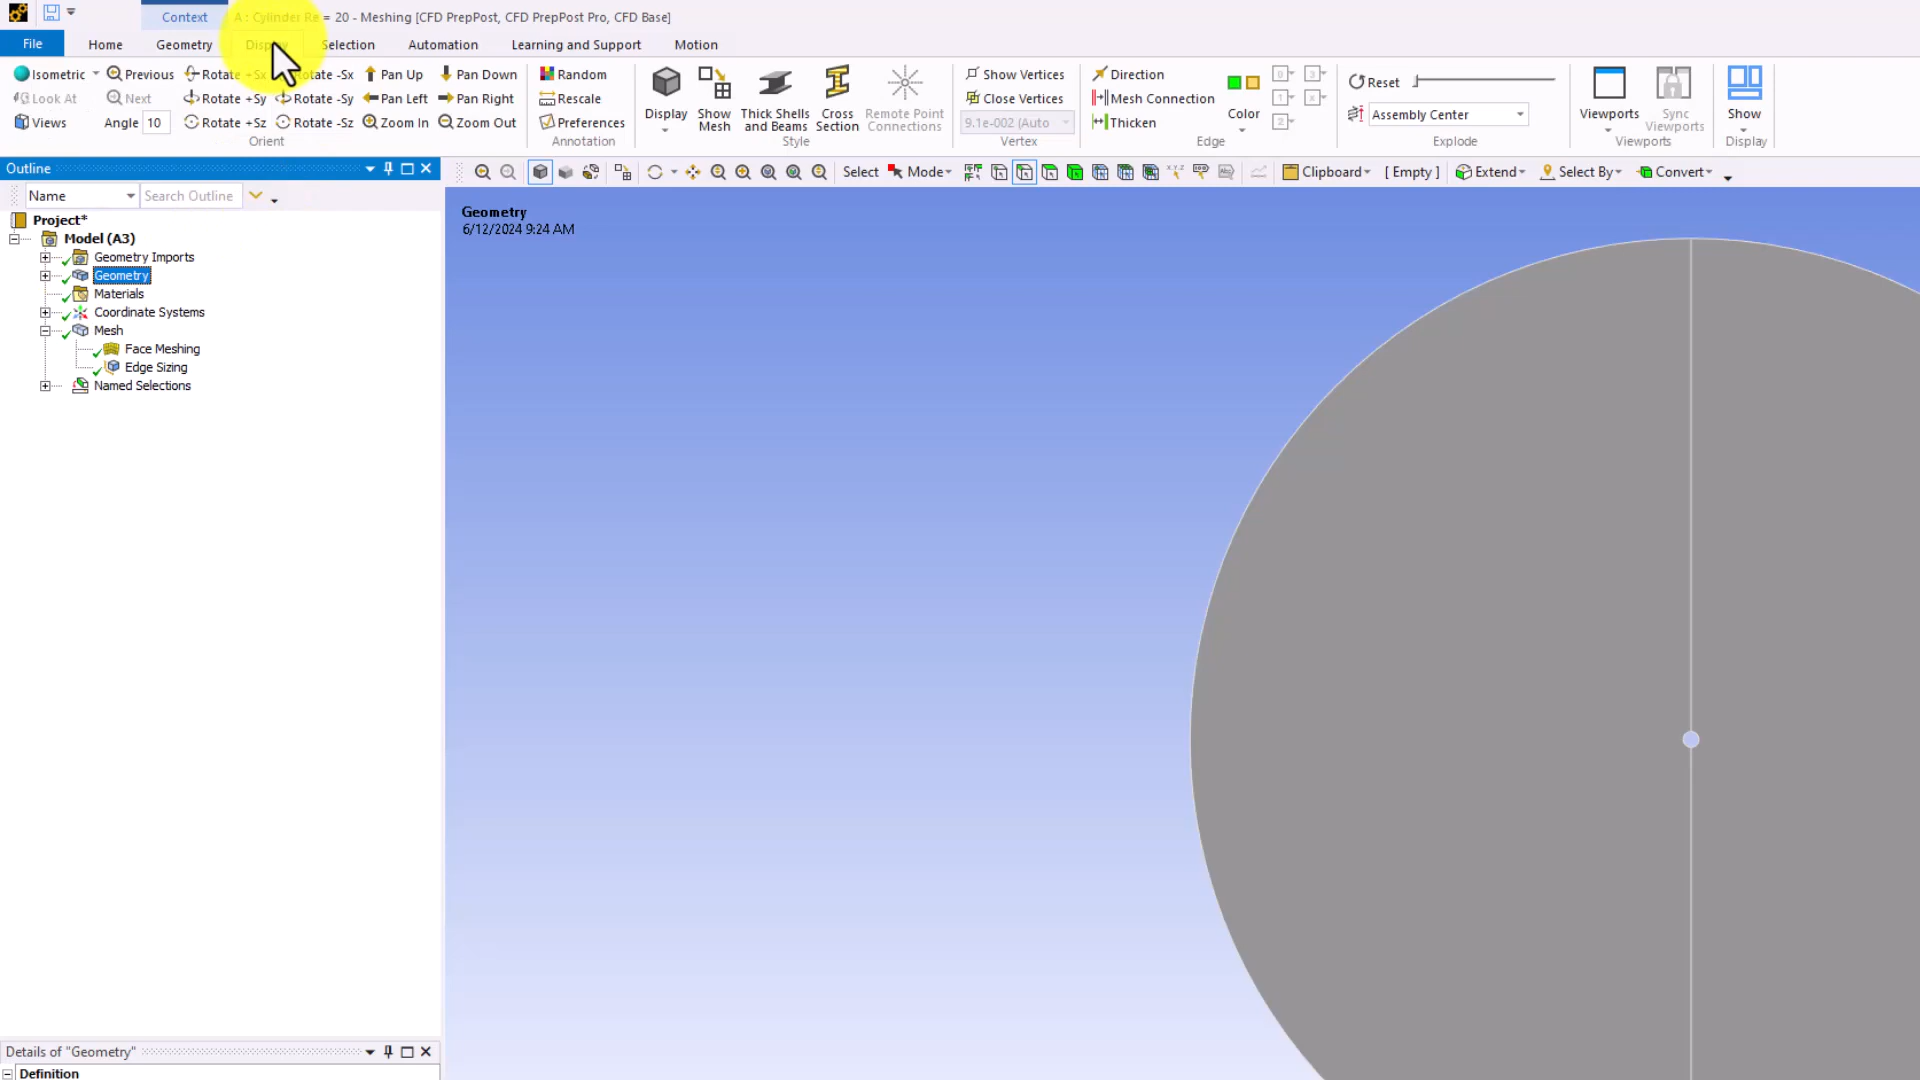 Context
A : Cylinder Re = 20 - Meshing [CFD PrepPost, CFD PrepPost Pro, CFD Base]
File
Home
Geometry
Display
Selection
Automation
Learning and Support
Motion
Isometric
Previous
Rotate +Sx
Rotate -Sx
Pan Up
Pan Down
Random
Show Vertices
Direction
Reset
Look At
Next
Rotate +Sy
Rotate -Sy
Pan Left
Pan Right
Rescale
Close Vertices
Mesh Connection
Views
Angle 10
Rotate +Sz
Rotate -Sz
Zoom In
Zoom Out
Preferences
9.1e-002 (Auto
Thicken
Assembly Center
Display
Show
Mesh
Thick Shells
and Beams
Cross
Section
Remote Point
Connections
Color
Viewports
Sync
Viewports
Show
Orient
Annotation
Style
Vertex
Edge
Explode
Viewports
Display
Outline
Select
Mode
Clipboard
[ Empty ]
Extend
Select By
Convert
Name
Search Outline
Project*
Model (A3)
Geometry Imports
Geometry
Materials
Coordinate Systems
Mesh
Face Meshing
Edge Sizing
Named Selections
Geometry
6/12/2024 9:24 AM
Details of "Geometry"
Definition